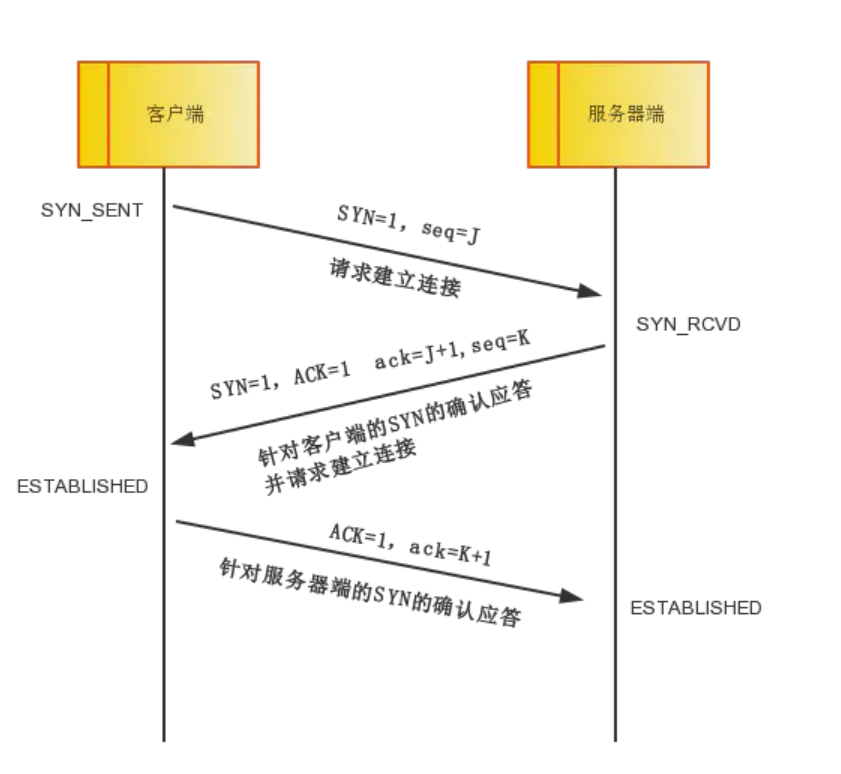 客户端
服务器端
SYN_SENT
SYN=1, seq=J
请求建立连接
SYN_RCVD
SYN=1, ACK=1 ack=J+1,seq=K
针对客户端的SYN的确认应答
并请求建立连接
ESTABLISHED
ACK=1, ack=K+1
针对服务器端的SYN的确认应答
ESTABLISHED